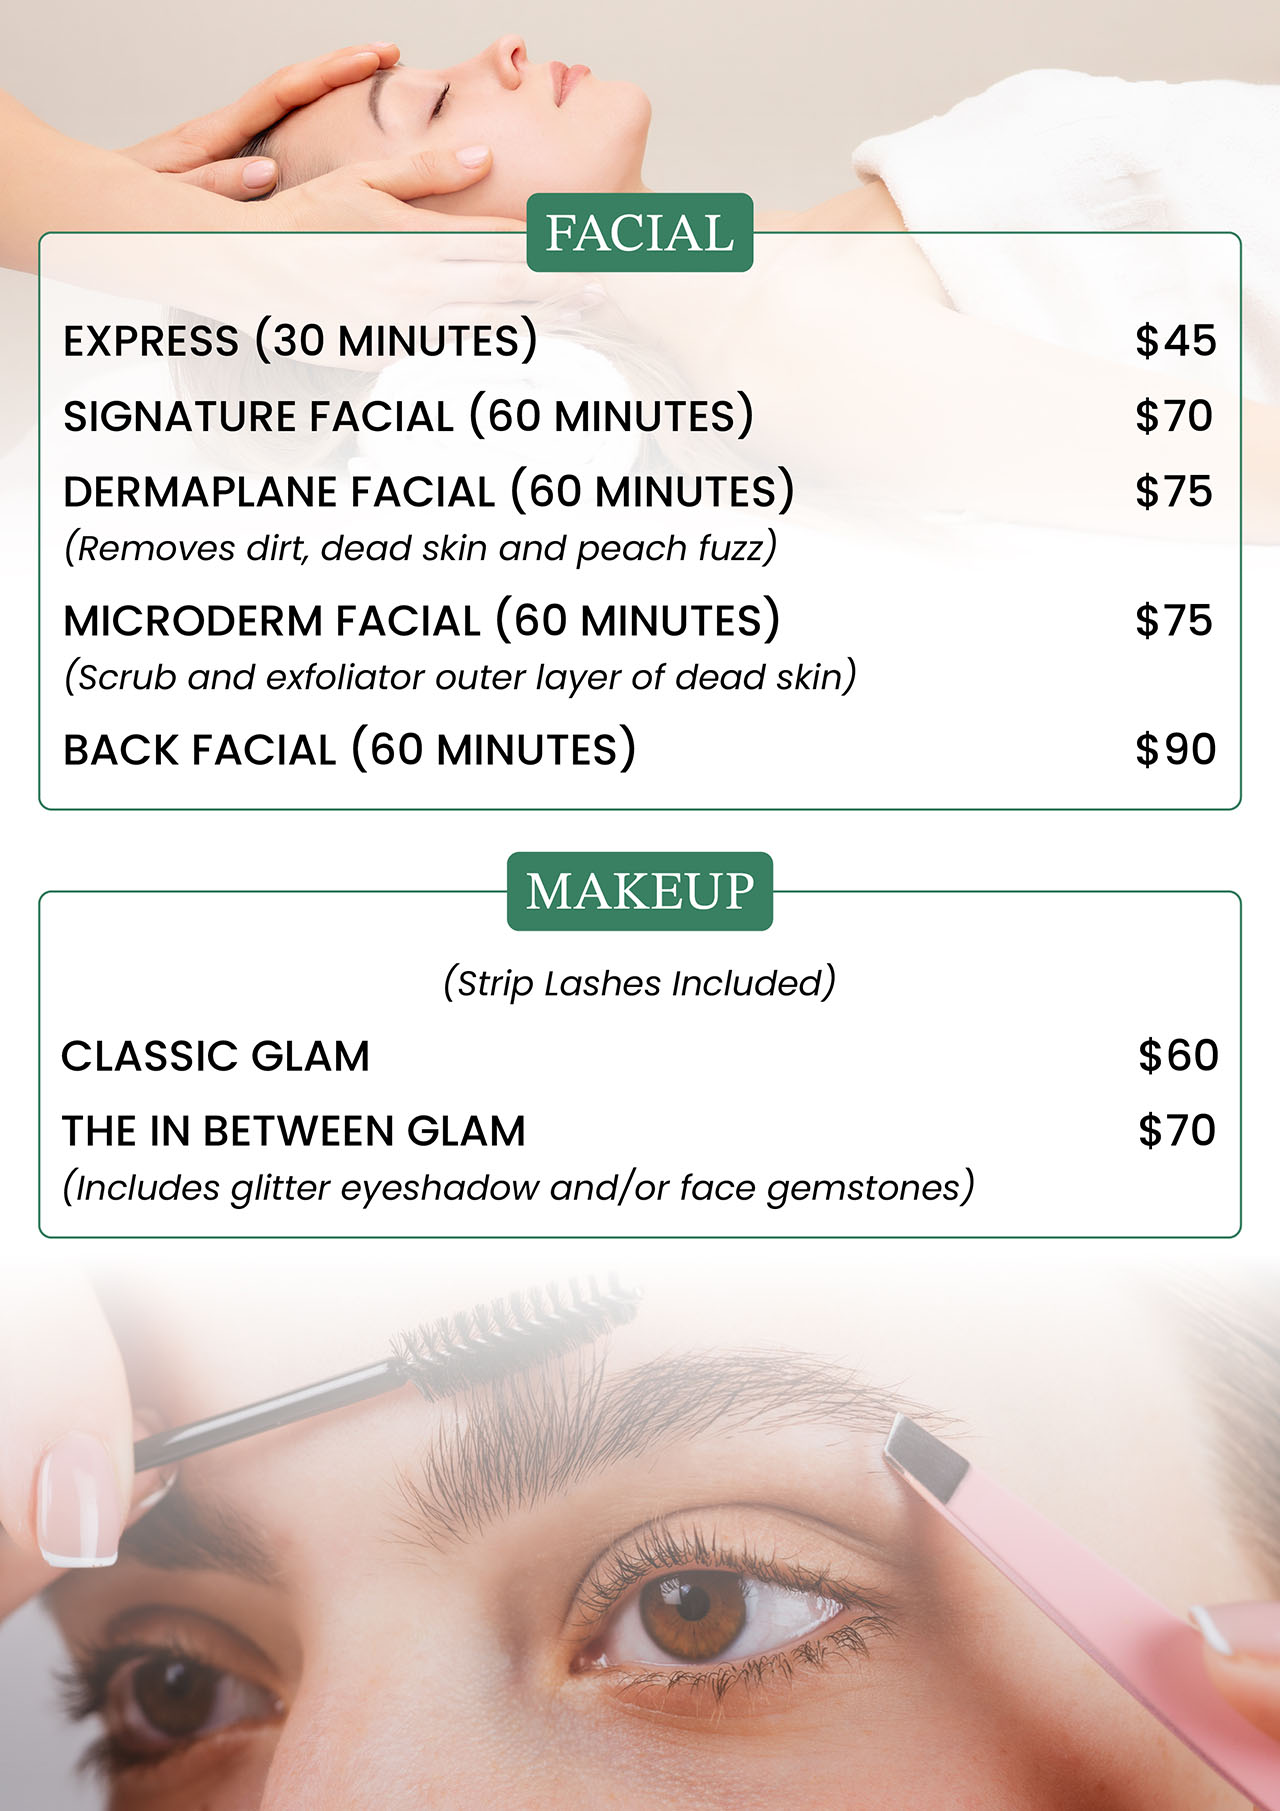 FACIAL
EXPRESS (30 MINUTES) $45
SIGNATURE FACIAL (60 MINUTES) $70
DERMAPLANE FACIAL (60 MINUTES) $75
(Removes dirt, dead skin and peach fuzz)
MICRODERM FACIAL (60 MINUTES) $75
(Scrub and exfoliator outer layer of dead skin)
BACK FACIAL (60 MINUTES) $90
MAKEUP
(Strip Lashes Included)
CLASSIC GLAM $60
THE IN BETWEEN GLAM $70
(Includes glitter eyeshadow and/or face gemstones)